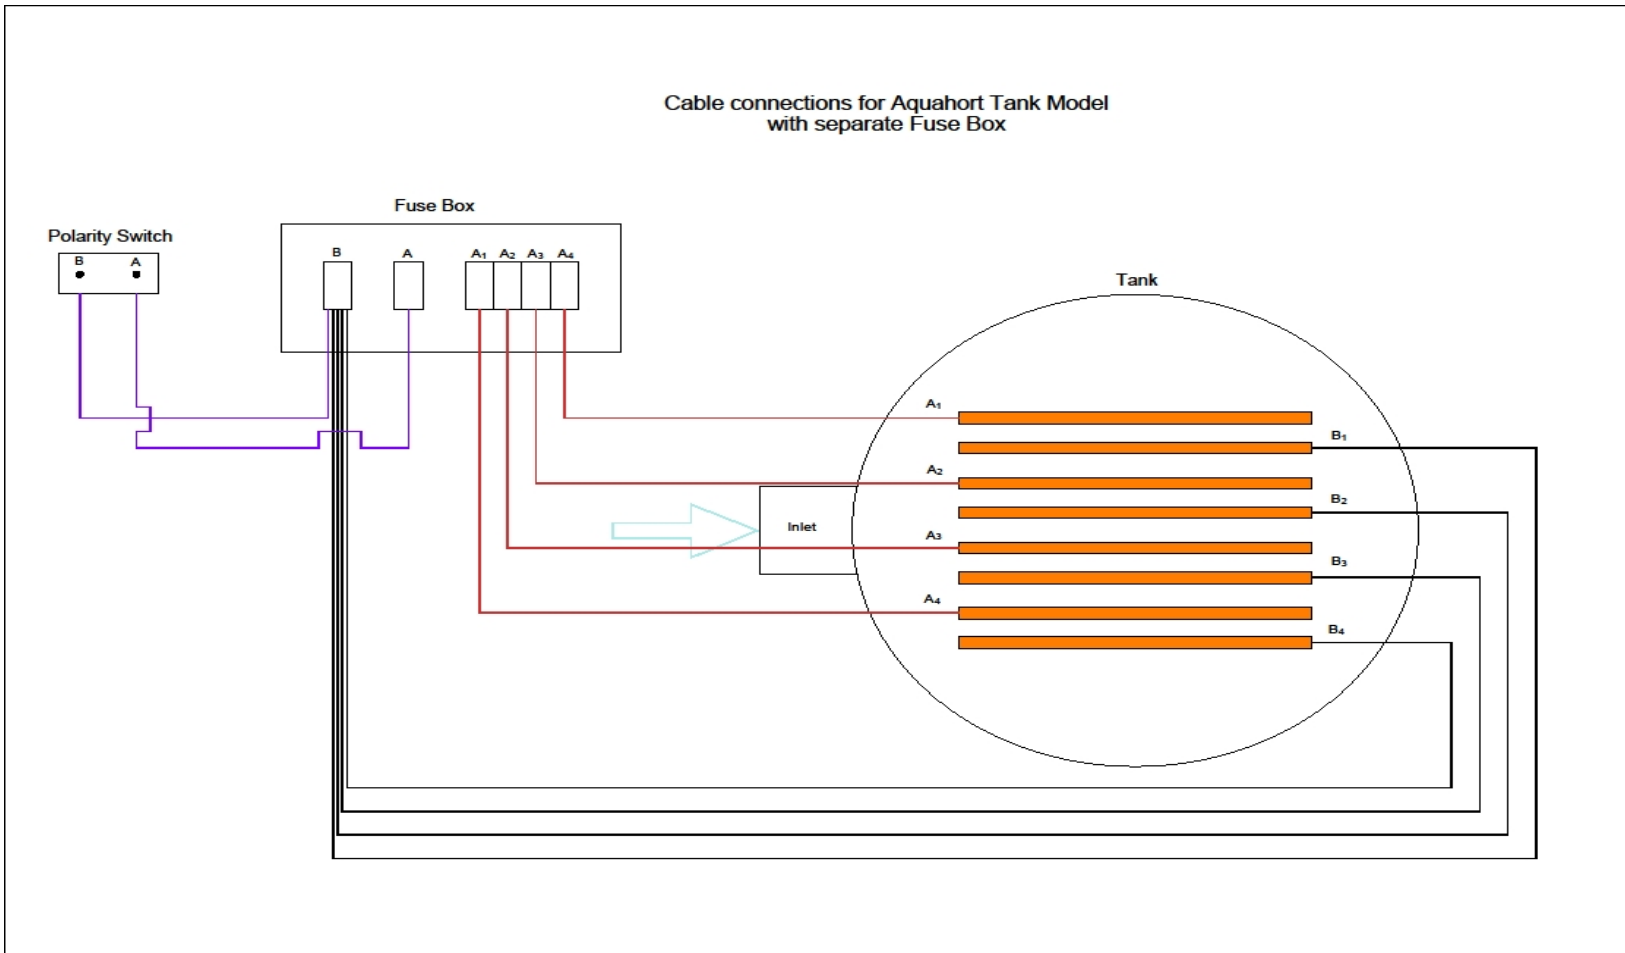 Cable connections for Aquahort Tank Model
with separate Fuse Box
Fuse Box
Polarity Switch
B A
B A A₁ A₂ A₃ A₄
Tank
A₁
B₁
A₂
B₂
Inlet
A₃
B₃
A₄
B₄